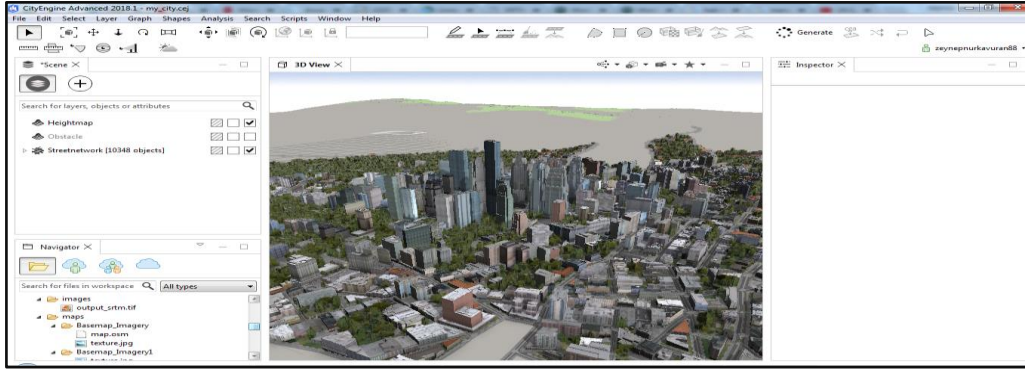 CityEngine Advanced 2018.1 - my_city.cej
File Edit Select Layer Graph Shapes Analysis Search Scripts Window Help
Generate
zeynepnurkavuran88
*Scene
3D View
Inspector
Search for layers, objects or attributes
Heightmap
Obstacle
Streetnetwork [10348 objects]
Navigator
Search for files in workspace All types
images
output_srtm.tif
maps
Basemap_Imagery
map.osm
texture.jpg
Basemap_Imagery1